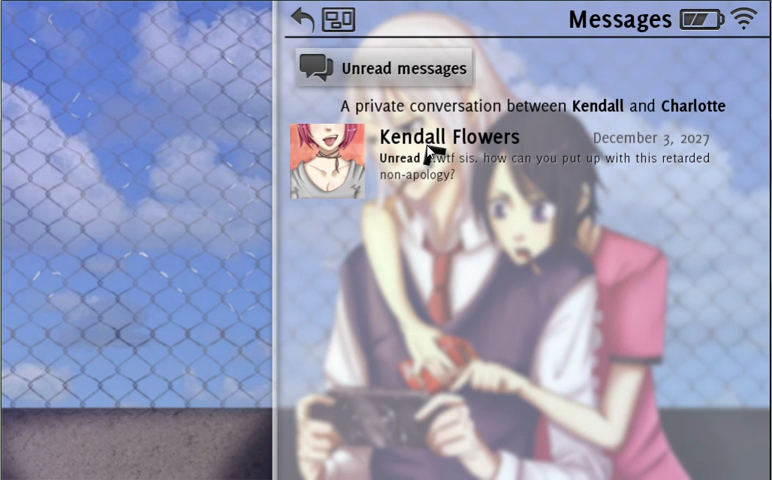 Messages
Unread messages
A private conversation between Kendall and Charlotte
Kendall Flowers December 3, 2027
Unread wtf sis. how can you put up with this retarded
non-apology?